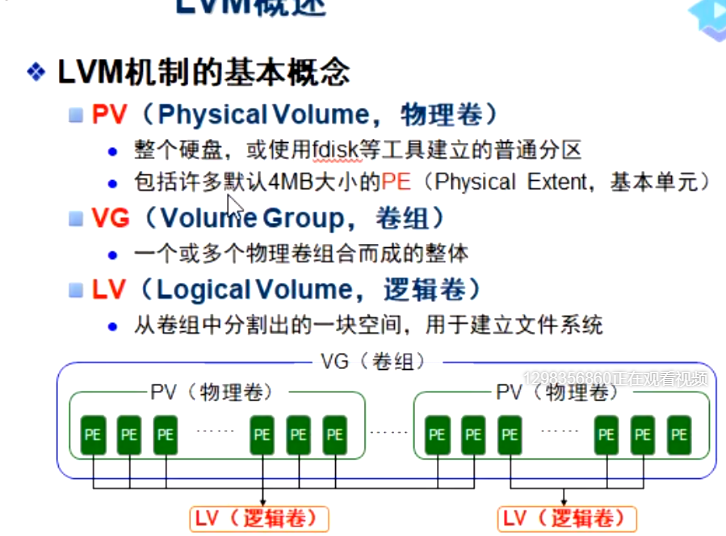 LVM概述
LVM机制的基本概念
PV（Physical Volume，物理卷）
整个硬盘，或使用fdisk等工具建立的普通分区
包括许多默认4MB大小的PE（Physical Extent，基本单元）
VG（Volume Group，卷组）
一个或多个物理卷组合而成的整体
LV（Logical Volume，逻辑卷）
从卷组中分割出的一块空间，用于建立文件系统
VG（卷组）
1298356860正在观看视频
PV（物理卷） PV（物理卷）
PE PE PE …… PE PE PE …… PE PE PE …… PE PE PE
LV（逻辑卷） LV（逻辑卷）